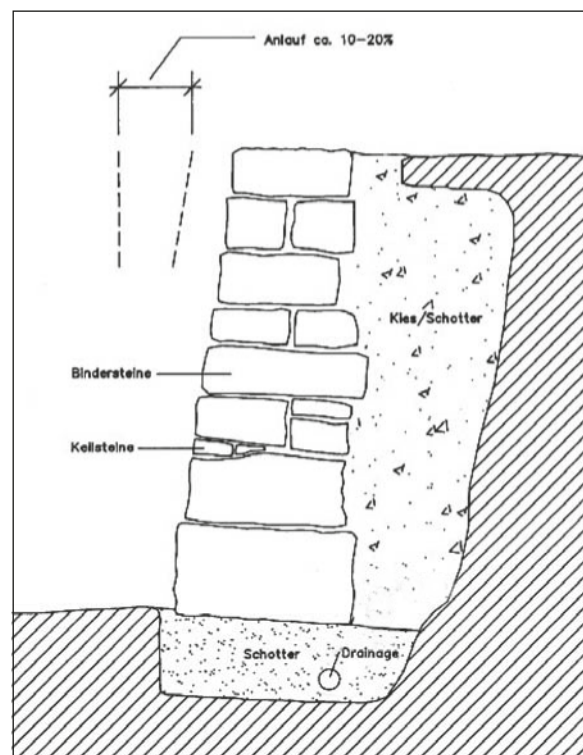 Anlauf ca. 10-20%
Kies/Schotter
Bindersteine
Keilsteine
Schotter
Drainage